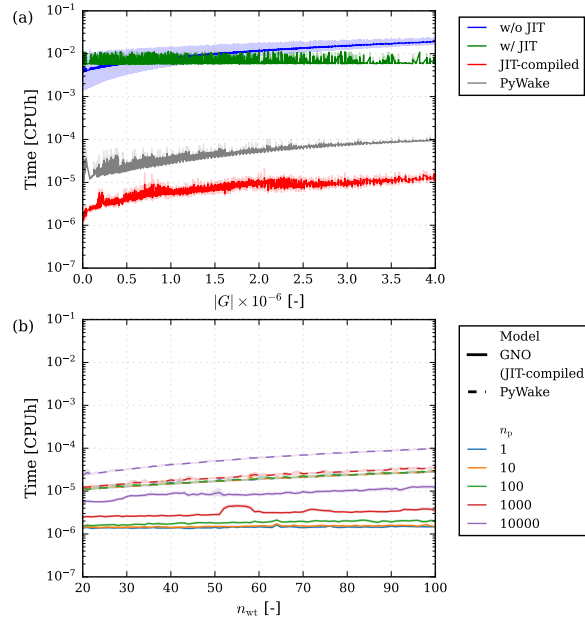 (a)
10⁰
10⁻¹
10⁻²
10⁻³
10⁻⁴
10⁻⁵
10⁻⁶
10⁻⁷
Time [CPUh]
0.0 0.5 1.0 1.5 2.0 2.5 3.0 3.5 4.0
|G| × 10⁻⁶ [-]
w/o JIT
w/ JIT
JIT-compiled
PyWake
(b)
10⁻¹
10⁻²
10⁻³
10⁻⁴
10⁻⁵
10⁻⁶
10⁻⁷
Time [CPUh]
20 30 40 50 60 70 80 90 100
n_wt [-]
Model
GNO
(JIT-compiled
PyWake
n_p
1
10
100
1000
10000